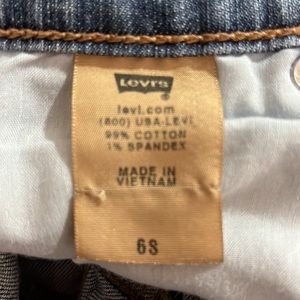 LEVI'S
®
levi.com
(800) USA-LEVI
99% COTTON
1% SPANDEX
MADE IN
VIETNAM
6S